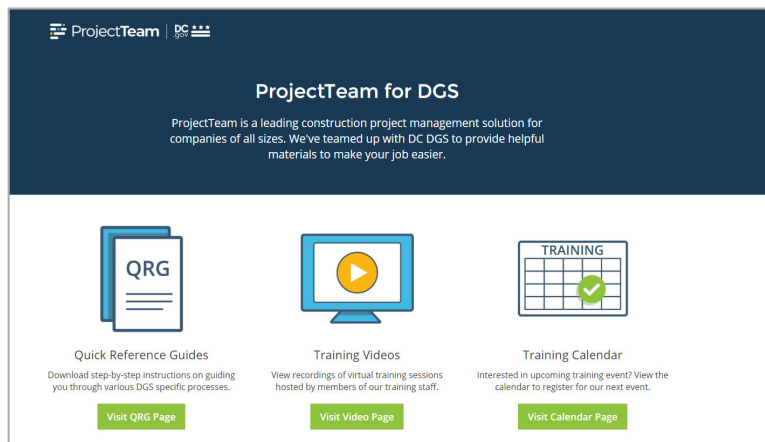 ProjectTeam | DC .gov
ProjectTeam for DGS
ProjectTeam is a leading construction project management solution for
companies of all sizes. We've teamed up with DC DGS to provide helpful
materials to make your job easier.
QRG
TRAINING
Quick Reference Guides
Training Videos
Training Calendar
Download step-by-step instructions on guiding
you through various DGS specific processes.
View recordings of virtual training sessions
hosted by members of our training staff.
Interested in upcoming training event? View the
calendar to register for our next event.
Visit QRG Page
Visit Video Page
Visit Calendar Page